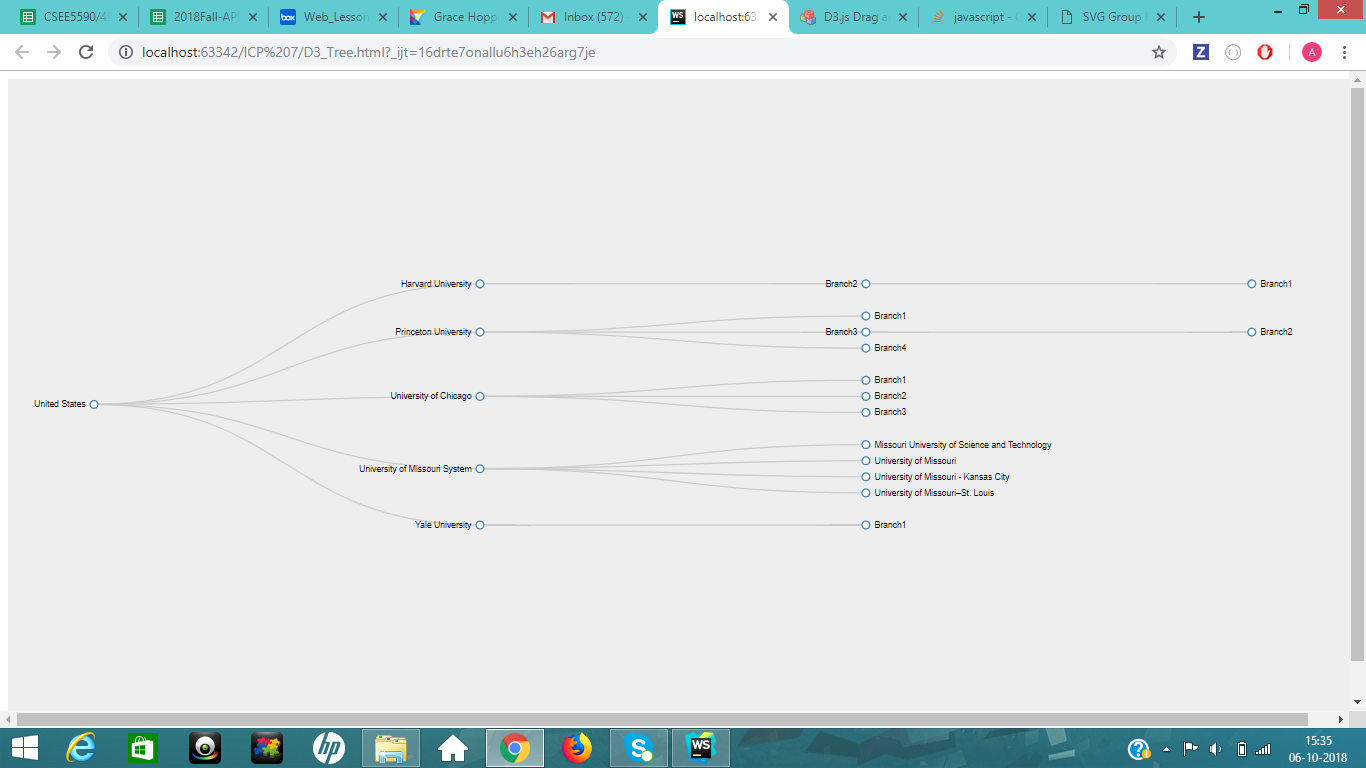 CSEE5590/4
2018Fall-API
Web_Lesson
Grace Hoppe
Inbox (572)
localhost:63
D3.js Drag a
javascript -
SVG Group
localhost:63342/ICP%207/D3_Tree.html?_ijt=16drte7onallu6h3eh26arg7je
Z
A
Harvard University
Branch2
Branch1
Branch1
Princeton University
Branch3
Branch2
Branch4
Branch1
University of Chicago
Branch2
United States
Branch3
Missouri University of Science and Technology
University of Missouri
University of Missouri System
University of Missouri - Kansas City
University of Missouri–St. Louis
Yale University
Branch1
15:35
06-10-2018